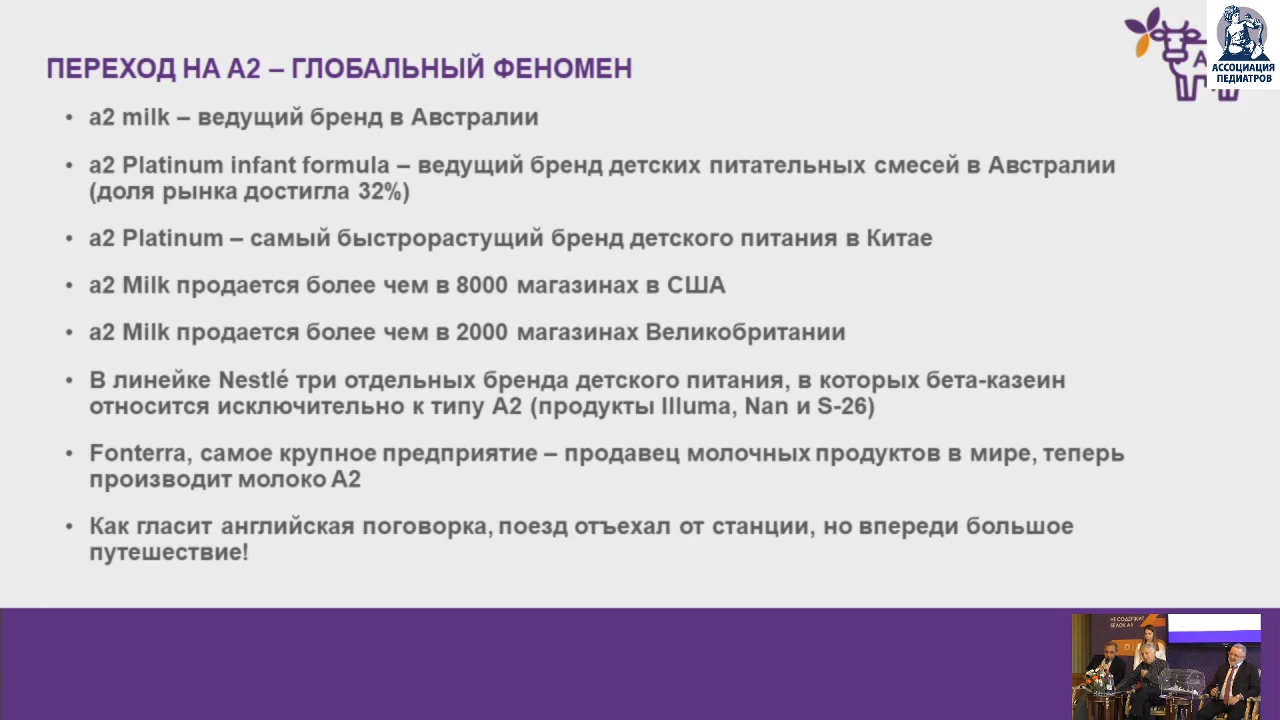 АССОЦИАЦИЯ
ПЕДИАТРОВ
ПЕРЕХОД НА А2 – ГЛОБАЛЬНЫЙ ФЕНОМЕН
• a2 milk – ведущий бренд в Австралии
• a2 Platinum infant formula – ведущий бренд детских питательных смесей в Австралии
(доля рынка достигла 32%)
• a2 Platinum – самый быстрорастущий бренд детского питания в Китае
• a2 Milk продается более чем в 8000 магазинах в США
• a2 Milk продается более чем в 2000 магазинах Великобритании
• В линейке Nestlé три отдельных бренда детского питания, в которых бета-казеин
относится исключительно к типу А2 (продукты Illuma, Nan и S-26)
• Fonterra, самое крупное предприятие – продавец молочных продуктов в мире, теперь
производит молоко А2
• Как гласит английская поговорка, поезд отъехал от станции, но впереди большое
путешествие!
НЕ СОДЕРЖИТ
БЕЛОК А1